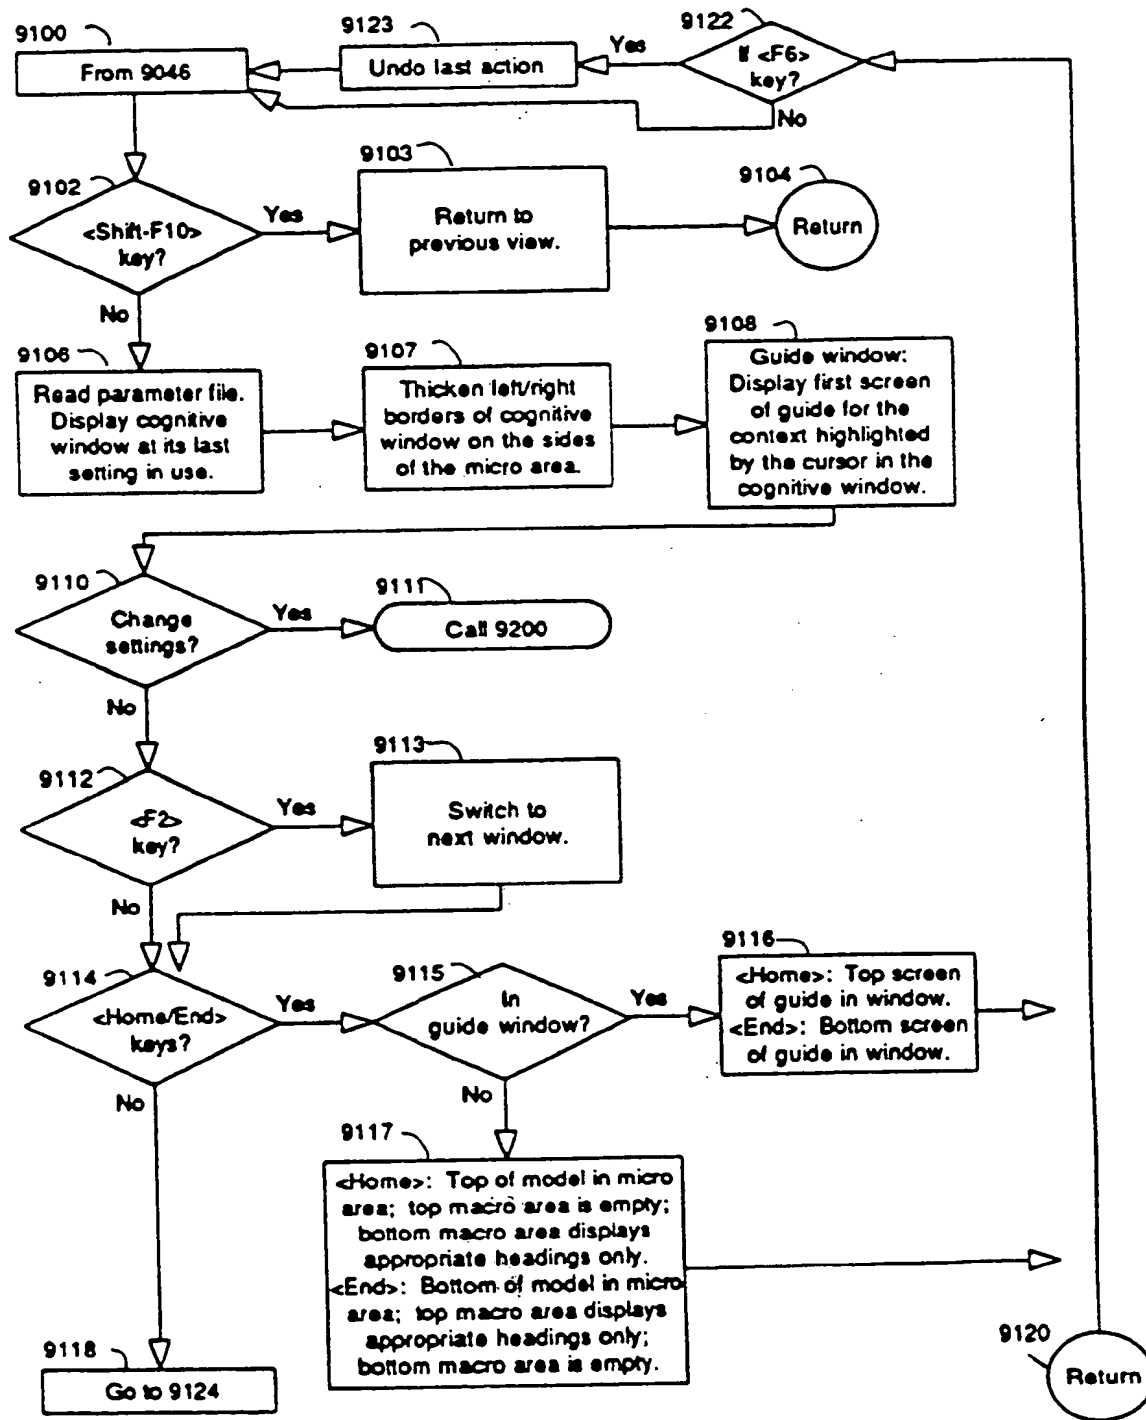 9100
From 9046
9123
Undo last action
Yes
9122
If <F6>
key?
No
9102
<Shift-F10>
key?
Yes
9103
Return to
previous view.
9104
Return
No
9106
Read parameter file.
Display cognitive
window at its last
setting in use.
9107
Thicken left/right
borders of cognitive
window on the sides
of the micro area.
9108
Guide window:
Display first screen
of guide for the
context highlighted
by the cursor in the
cognitive window.
9110
Change
settings?
Yes
9111
Call 9200
No
9112
<F2>
key?
Yes
9113
Switch to
next window.
No
9114
<Home/End>
keys?
Yes
9115
In
guide window?
Yes
9116
<Home>: Top screen
of guide in window.
<End>: Bottom screen
of guide in window.
No
No
9117
<Home>: Top of model in micro
area; top macro area is empty;
bottom macro area displays
appropriate headings only.
<End>: Bottom of model in micro
area; top macro area displays
appropriate headings only;
bottom macro area is empty.
9118
Go to 9124
9120
Return